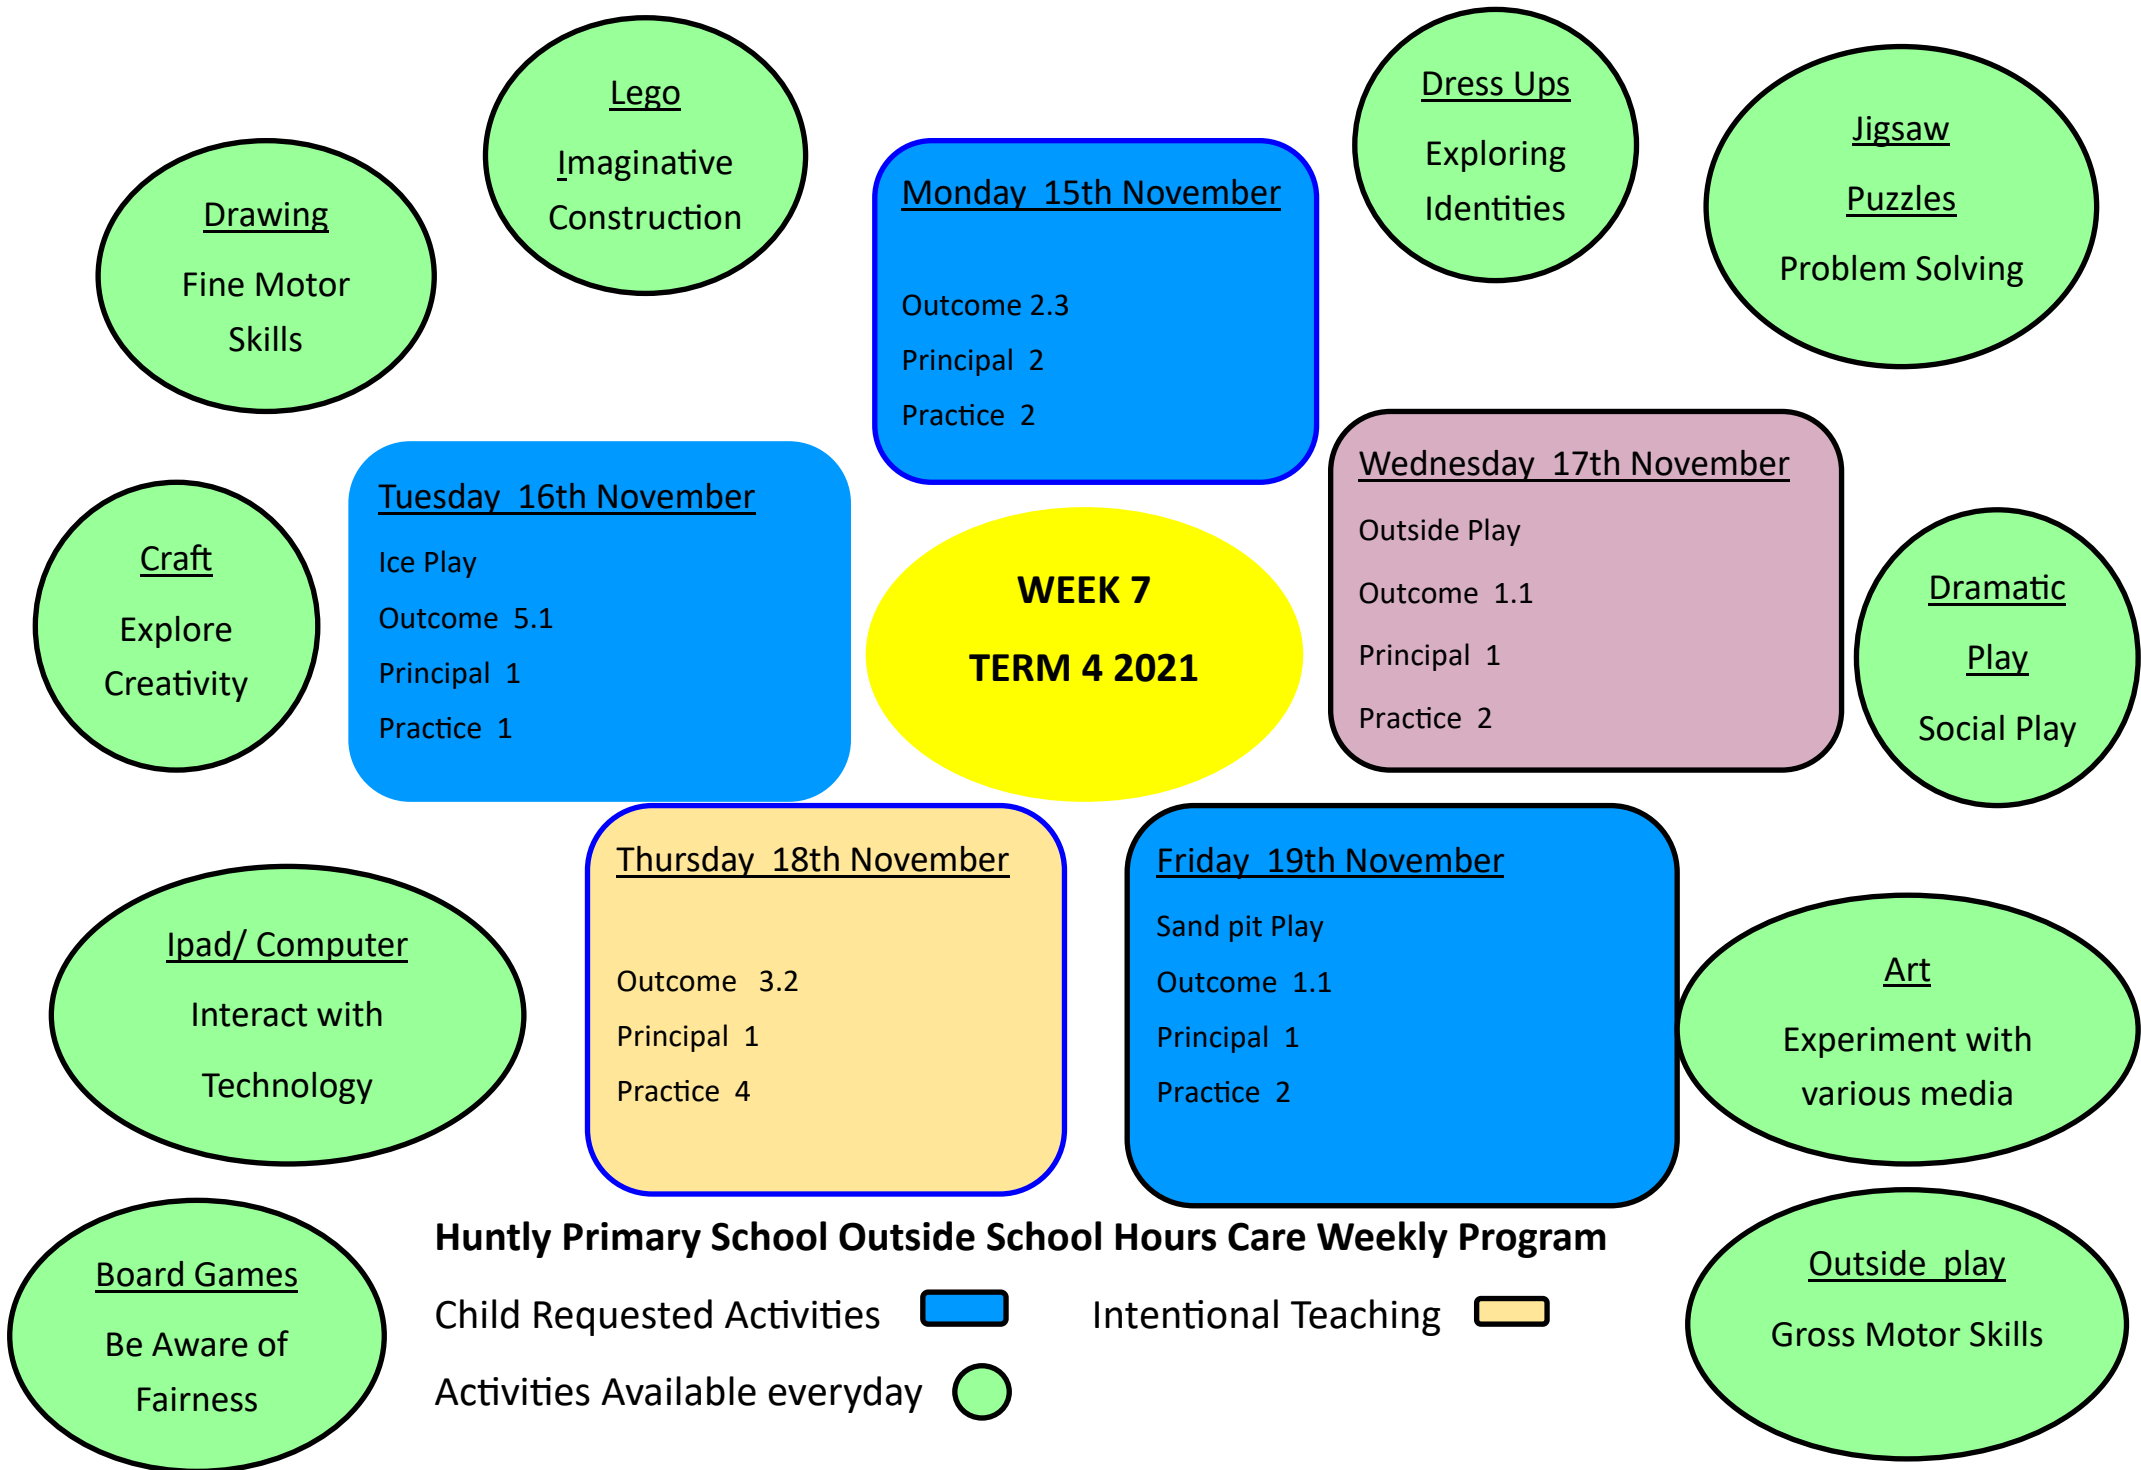 Lego
Imaginative
Construction
Dress Ups
Exploring
Identities
Jigsaw
Puzzles
Problem Solving
Drawing
Fine Motor
Skills
Monday  15th November
Outcome 2.3
Principal  2
Practice  2
Tuesday  16th November
Ice Play
Outcome  5.1
Principal  1
Practice  1
Wednesday  17th November
Outside Play
Outcome  1.1
Principal  1
Practice  2
Craft
Explore
Creativity
WEEK 7
TERM 4 2021
Dramatic
Play
Social Play
Thursday  18th November
Outcome   3.2
Principal  1
Practice  4
Friday  19th November
Sand pit Play
Outcome  1.1
Principal  1
Practice  2
Ipad/ Computer
Interact with
Technology
Art
Experiment with
various media
Board Games
Be Aware of
Fairness
Huntly Primary School Outside School Hours Care Weekly Program
Child Requested Activities
Intentional Teaching
Activities Available everyday
Outside  play
Gross Motor Skills